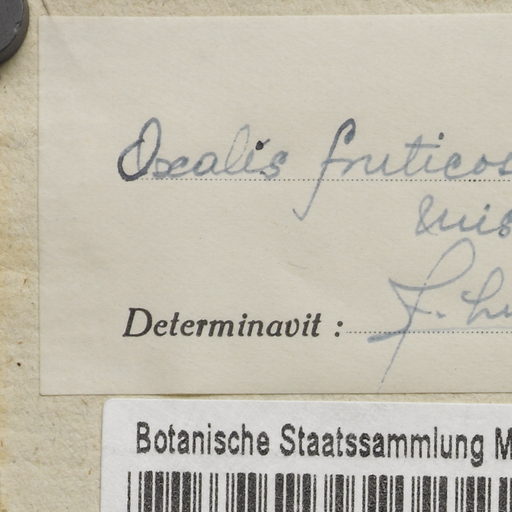 Oxalis fruticos
Determinavit :
Botanische Staatssammlung M